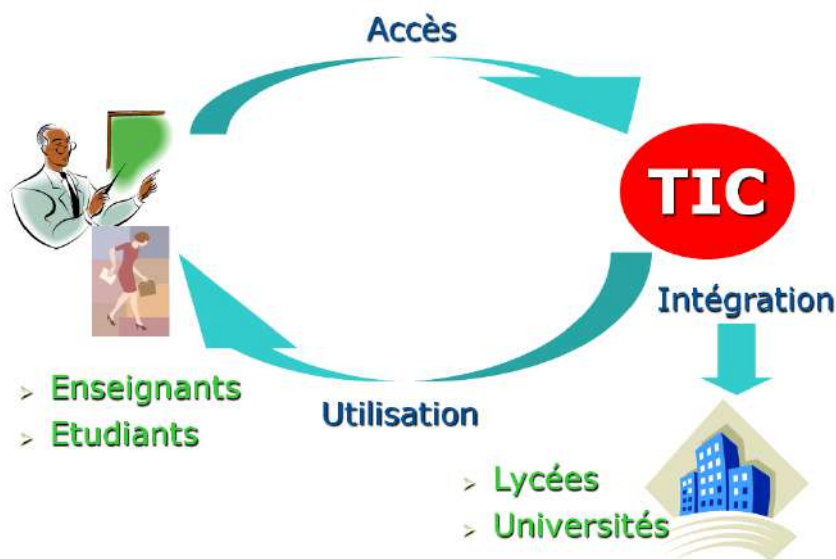 Accès
TIC
Intégration
Enseignants
Etudiants
Utilisation
Lycées
Universités